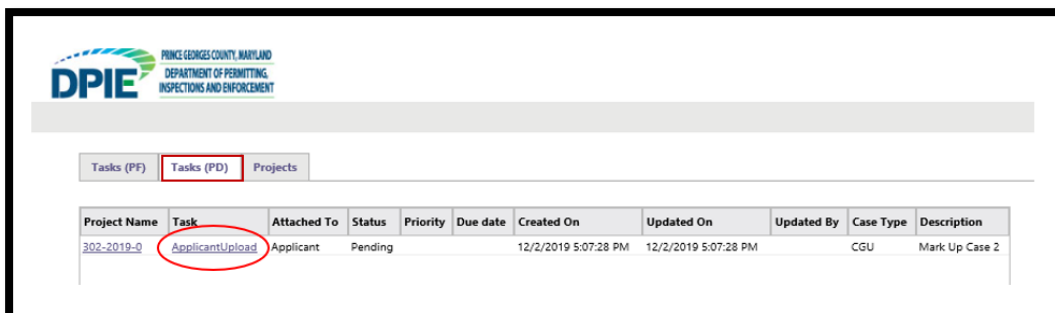 PRINCE GEORGES COUNTY, MARYLAND
DEPARTMENT OF PERMITTING,
INSPECTIONS AND ENFORCEMENT
DPIE
Tasks (PF) Tasks (PD) Projects
Project Name Task Attached To Status Priority Due date Created On Updated On Updated By Case Type Description
302-2019-0 ApplicantUpload Applicant Pending 12/2/2019 5:07:28 PM 12/2/2019 5:07:28 PM CGU Mark Up Case 2